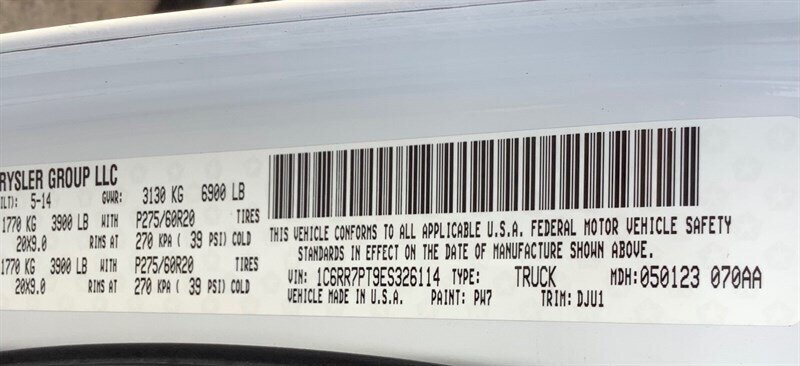 RYSLER GROUP LLC
ILT): 5-14 GVWR: 3130 KG 6900 LB
1770 KG 3900 LB WITH P275/60R20 TIRES
20X9.0 RIMS AT 270 KPA ( 39 PSI) COLD
1770 KG 3900 LB WITH P275/60R20 TIRES
20X9.0 RIMS AT 270 KPA ( 39 PSI) COLD
THIS VEHICLE CONFORMS TO ALL APPLICABLE U.S.A. FEDERAL MOTOR VEHICLE SAFETY
STANDARDS IN EFFECT ON THE DATE OF MANUFACTURE SHOWN ABOVE.
VIN: 1C6RR7PT9ES326114 TYPE: TRUCK MDH: 050123 070AA
VEHICLE MADE IN U.S.A. PAINT: PW7 TRIM: DJU1